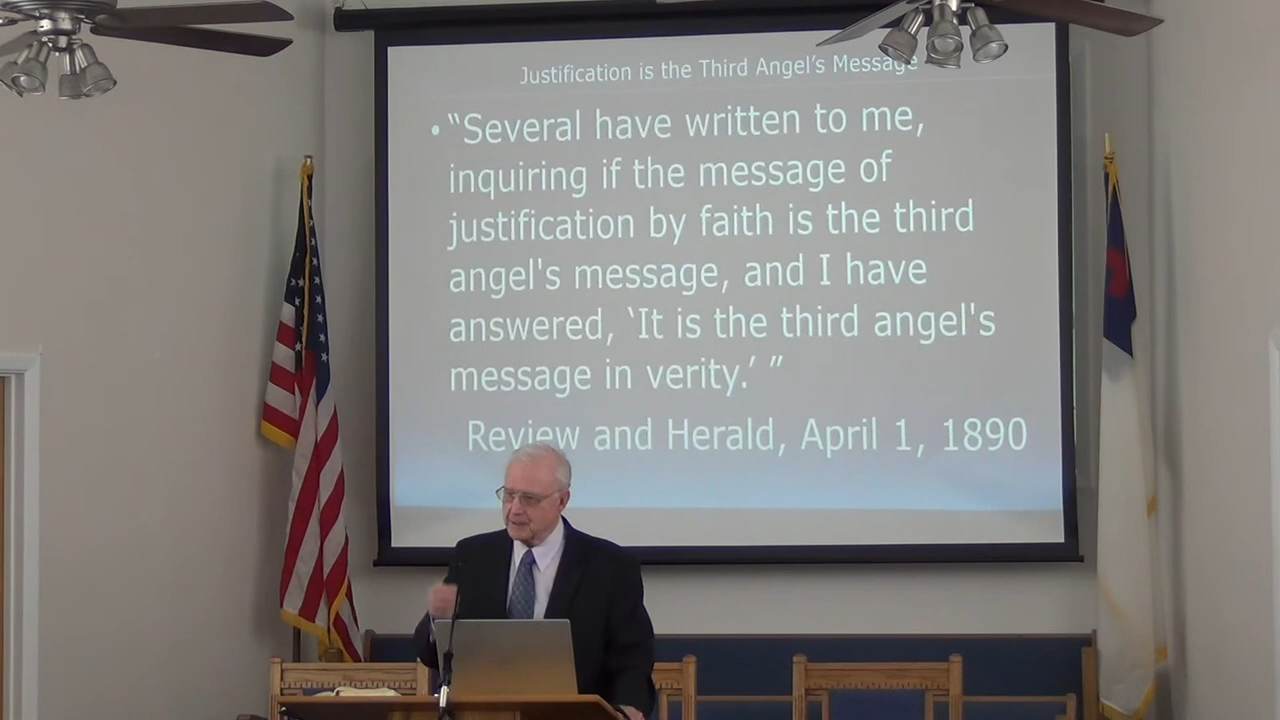 Justification is the Third Angel's Message
• “Several have written to me,
inquiring if the message of
justification by faith is the third
angel's message, and I have
answered, ‘It is the third angel's
message in verity.’ ”
Review and Herald, April 1, 1890